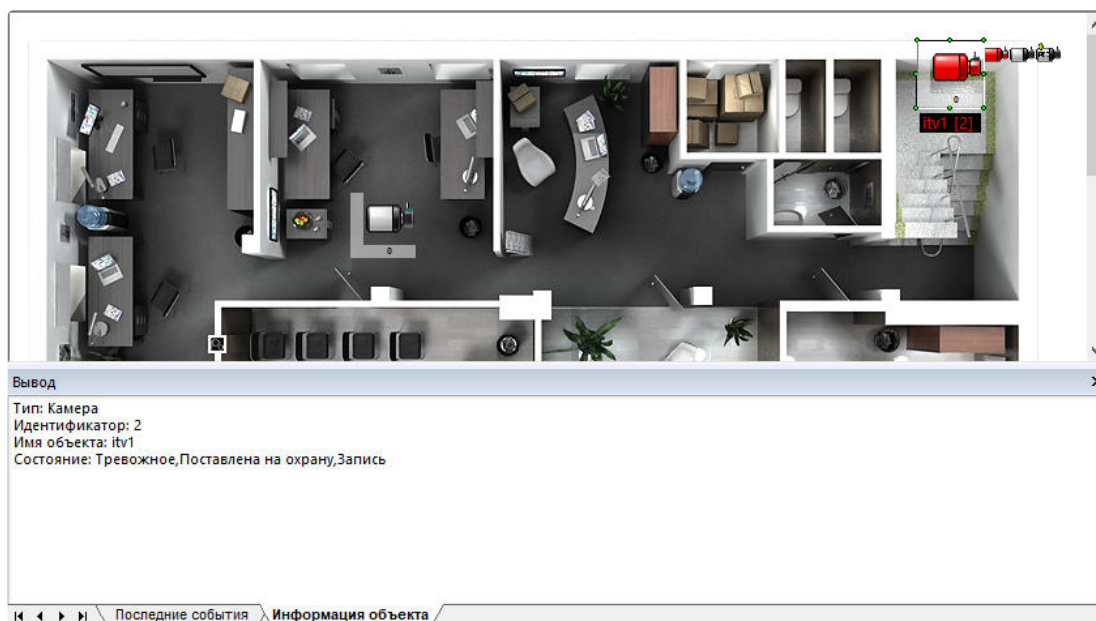 itv1 [2]
Вывод
Тип: Камера
Идентификатор: 2
Имя объекта: itv1
Состояние: Тревожное,Поставлена на охрану,Запись
Последние события
Информация объекта